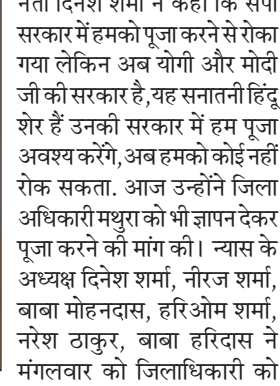 नेता दिनेश शर्मा ने कहा कि सपा
सरकार में हमको पूजा करने से रोका
गया लेकिन अब योगी और मोदी
जी की सरकार है,यह सनातनी हिंदू
शेर हैं उनकी सरकार में हम पूजा
अवश्य करेंगे,अब हमको कोई नहीं
रोक सकता. आज उन्होंने जिला
अधिकारी मथुरा को भी ज्ञापन देकर
पूजा करने की मांग की। न्यास के
अध्यक्ष दिनेश शर्मा, नीरज शर्मा,
बाबा मोहनदास, हरिओम शर्मा,
नरेश ठाकुर, बाबा हरिदास ने
मंगलवार को जिलाधिकारी को